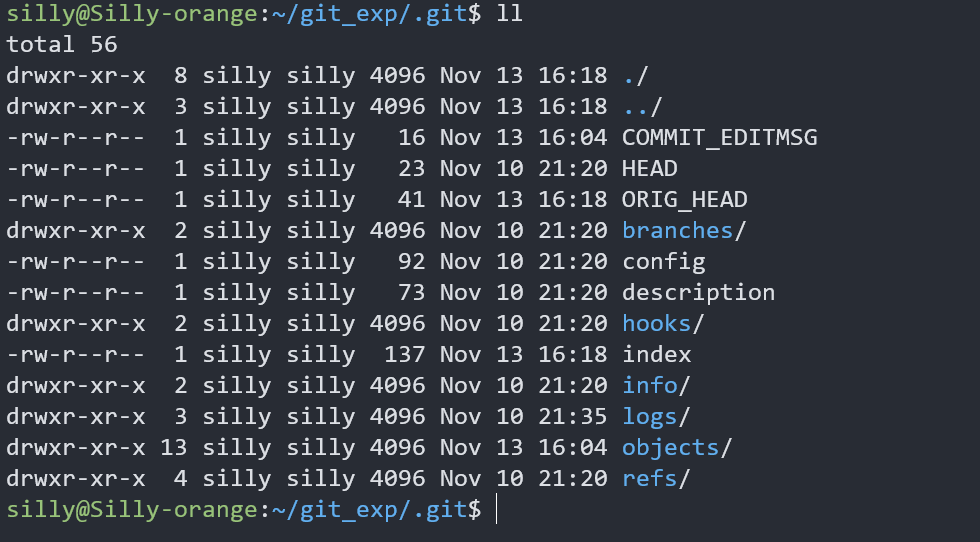 silly@Silly-orange:~/git_exp/.git$ ll
total 56
drwxr-xr-x  8 silly silly 4096 Nov 13 16:18 ./
drwxr-xr-x  3 silly silly 4096 Nov 13 16:18 ../
-rw-r--r--  1 silly silly   16 Nov 13 16:04 COMMIT_EDITMSG
-rw-r--r--  1 silly silly   23 Nov 10 21:20 HEAD
-rw-r--r--  1 silly silly   41 Nov 13 16:18 ORIG_HEAD
drwxr-xr-x  2 silly silly 4096 Nov 10 21:20 branches/
-rw-r--r--  1 silly silly   92 Nov 10 21:20 config
-rw-r--r--  1 silly silly   73 Nov 10 21:20 description
drwxr-xr-x  2 silly silly 4096 Nov 10 21:20 hooks/
-rw-r--r--  1 silly silly  137 Nov 13 16:18 index
drwxr-xr-x  2 silly silly 4096 Nov 10 21:20 info/
drwxr-xr-x  3 silly silly 4096 Nov 10 21:35 logs/
drwxr-xr-x 13 silly silly 4096 Nov 13 16:04 objects/
drwxr-xr-x  4 silly silly 4096 Nov 10 21:20 refs/
silly@Silly-orange:~/git_exp/.git$